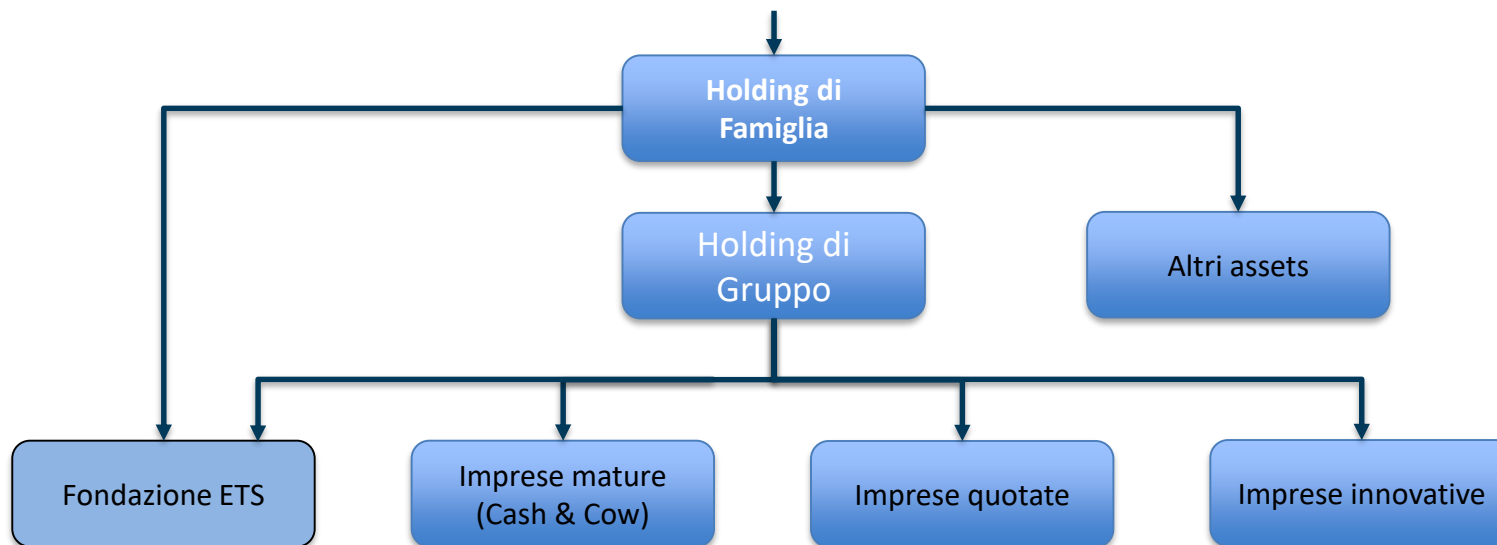 Holding di
Famiglia
Holding di
Gruppo
Altri assets
Fondazione ETS
Imprese mature
(Cash & Cow)
Imprese quotate
Imprese innovative